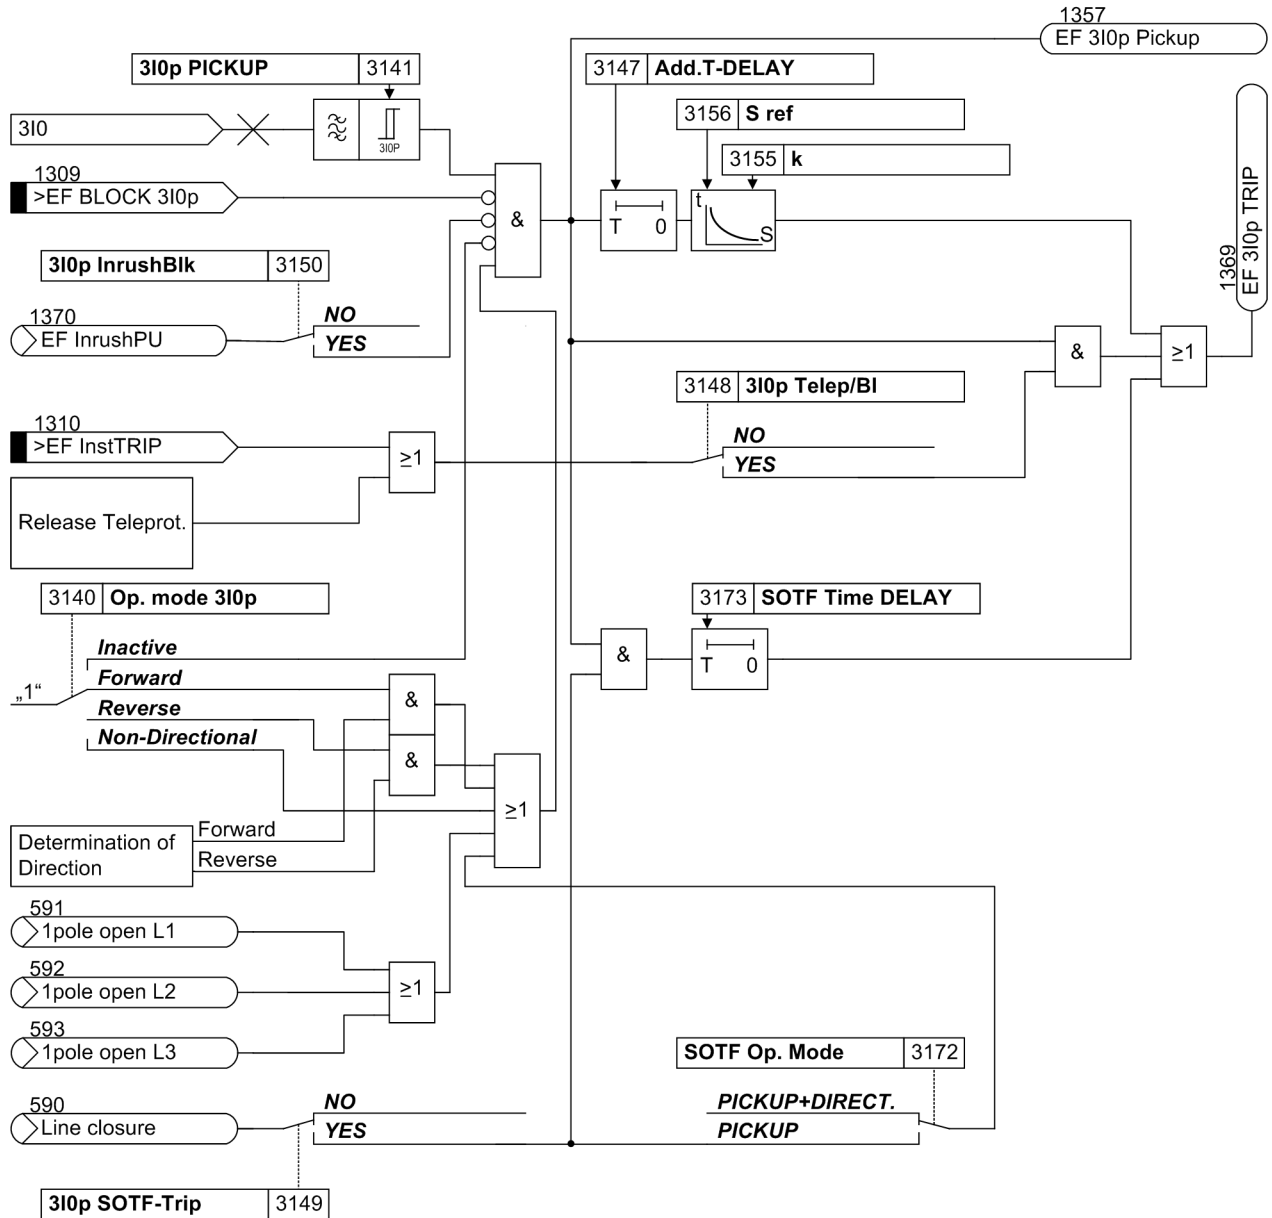 1357
EF 3I0p Pickup
3I0p PICKUP 3141
3147 Add.T-DELAY
3156 S ref
3155 k
3I0
3I0P
1309
>EF BLOCK 3I0p
&
T 0
t
S
1369
EF 3I0p TRIP
3I0p InrushBlk 3150
1370
EF InrushPU
NO
YES
&
≥1
3148 3I0p Telep/BI
NO
YES
1310
>EF InstTRIP
≥1
Release Teleprot.
3140 Op. mode 3I0p
3173 SOTF Time DELAY
„1“
Inactive
Forward
Reverse
Non-Directional
&
T 0
&
&
≥1
Determination of
Direction
Forward
Reverse
591
1pole open L1
592
1pole open L2
593
1pole open L3
≥1
SOTF Op. Mode 3172
590
Line closure
NO
YES
PICKUP+DIRECT.
PICKUP
3I0p SOTF-Trip 3149